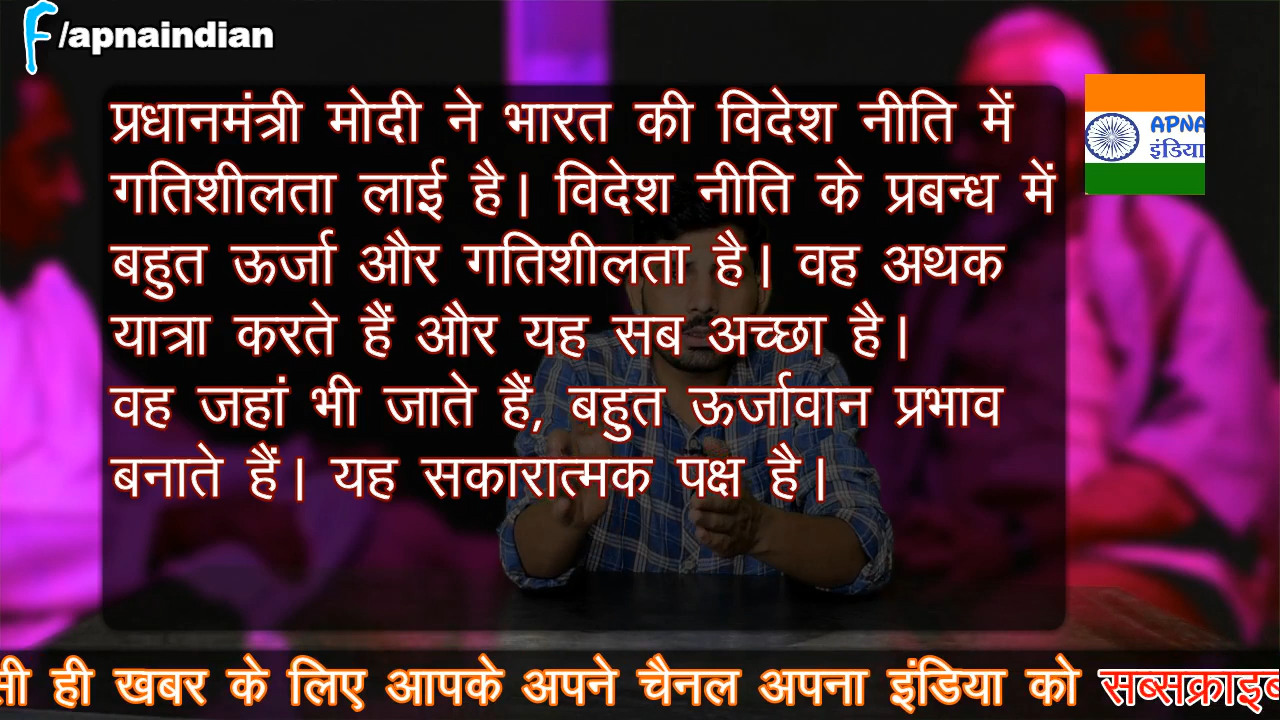 f/apnaindian
प्रधानमंत्री मोदी ने भारत की विदेश नीति में
गतिशीलता लाई है। विदेश नीति के प्रबन्ध में
बहुत ऊर्जा और गतिशीलता है। वह अथक
यात्रा करते हैं और यह सब अच्छा है।
वह जहां भी जाते हैं, बहुत ऊर्जावान प्रभाव
बनाते हैं। यह सकारात्मक पक्ष है।
APNA
इंडिया
ही खबर के लिए आपके अपने चैनल अपना इंडिया को